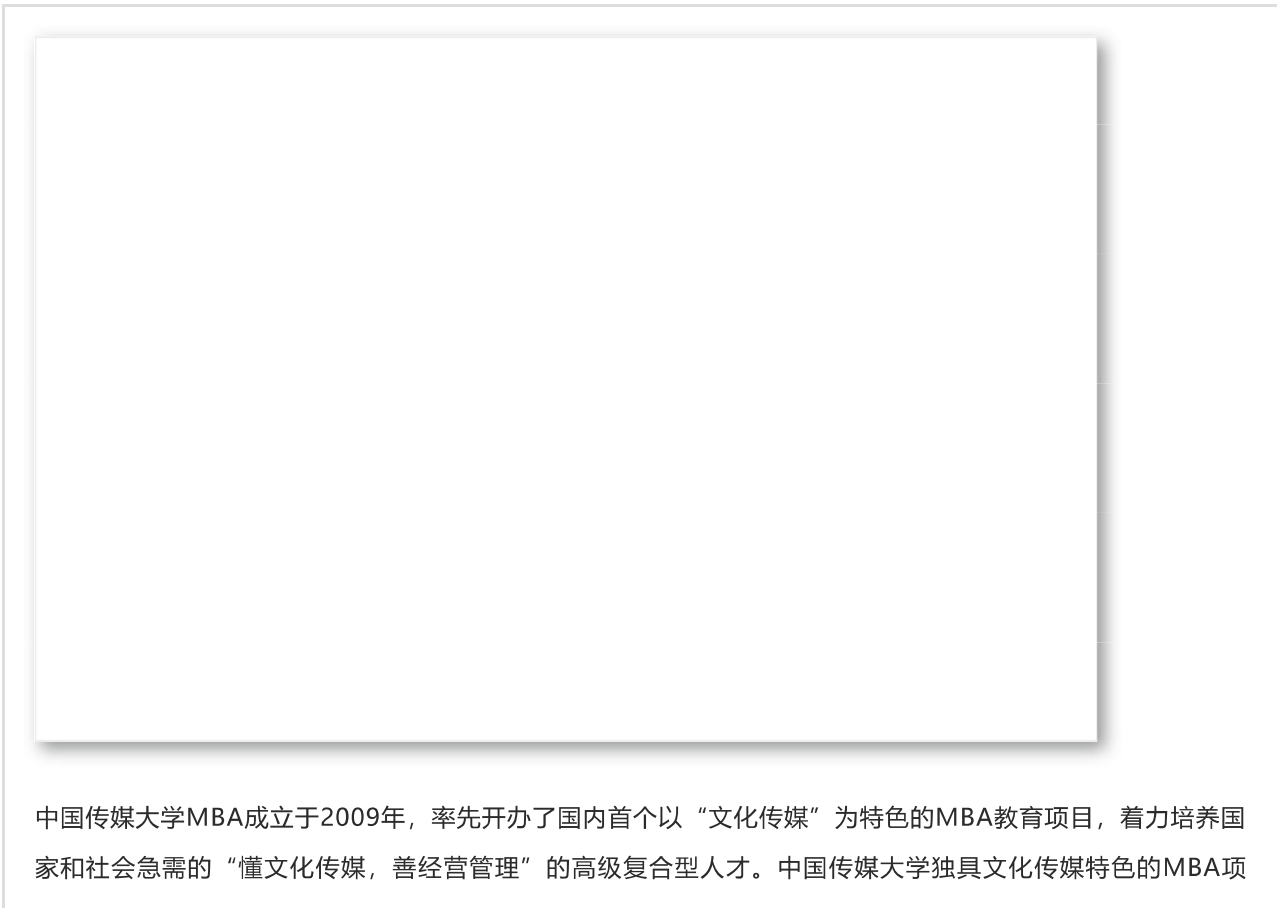 中国传媒大学MBA成立于2009年，率先开办了国内首个以“文化传媒”为特色的MBA教育项目，着力培养国
家和社会急需的“懂文化传媒，善经营管理”的高级复合型人才。中国传媒大学独具文化传媒特色的MBA项